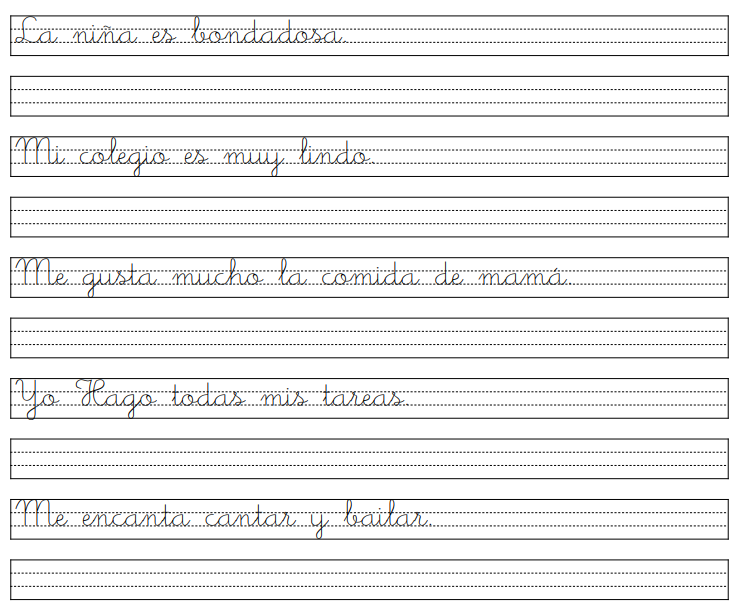 La niña es bondadosa.
Mi colegio es muy lindo.
Me gusta mucho la comida de mamá.
Yo Hago todas mis tareas.
Me encanta cantar y bailar.